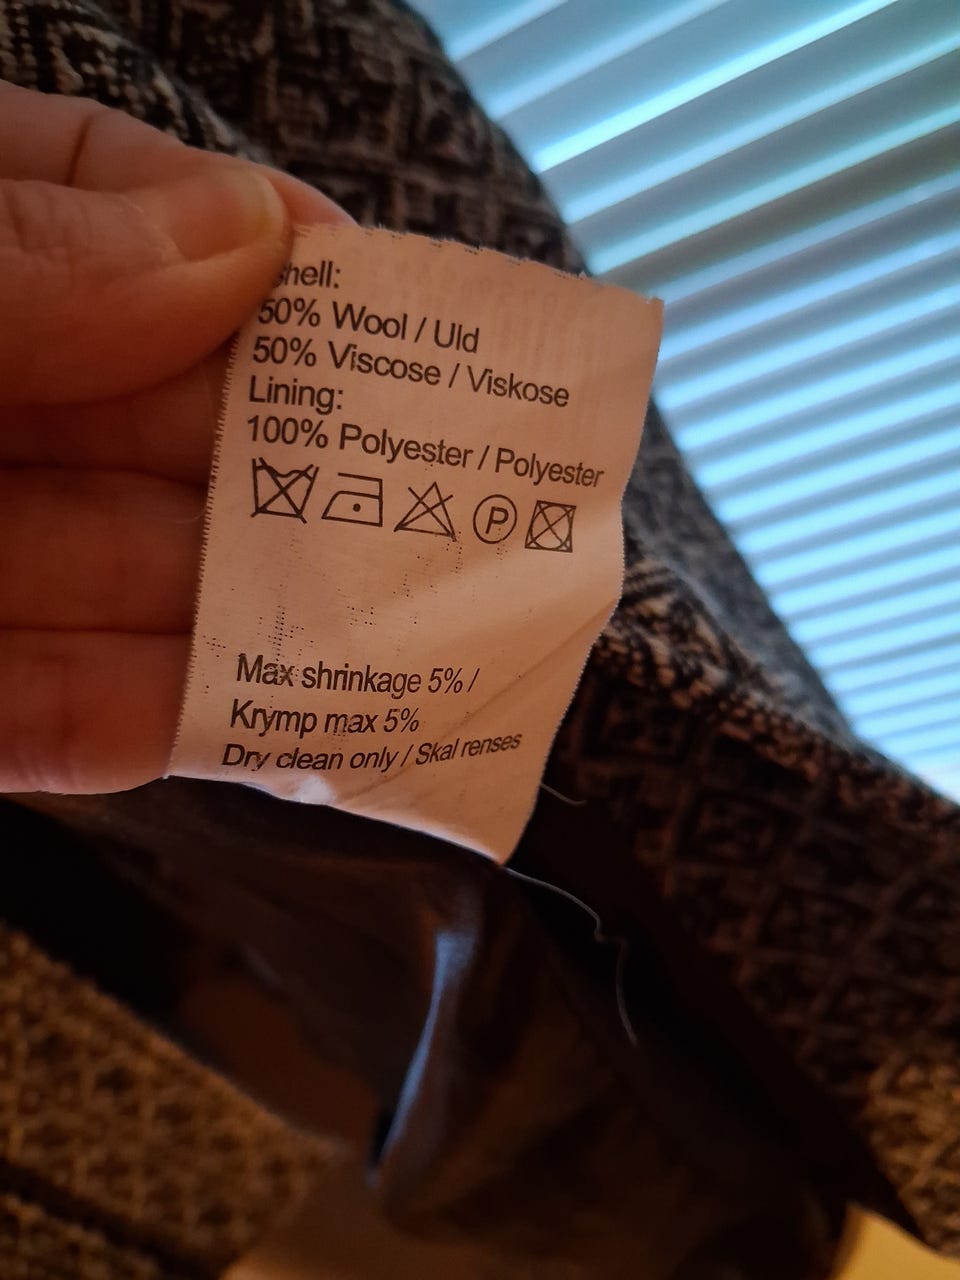 hell:
50% Wool / Uld
50% Viscose / Viskose
Lining:
100% Polyester / Polyester
P
Max shrinkage 5% /
Krymp max 5%
Dry clean only / Skal renses